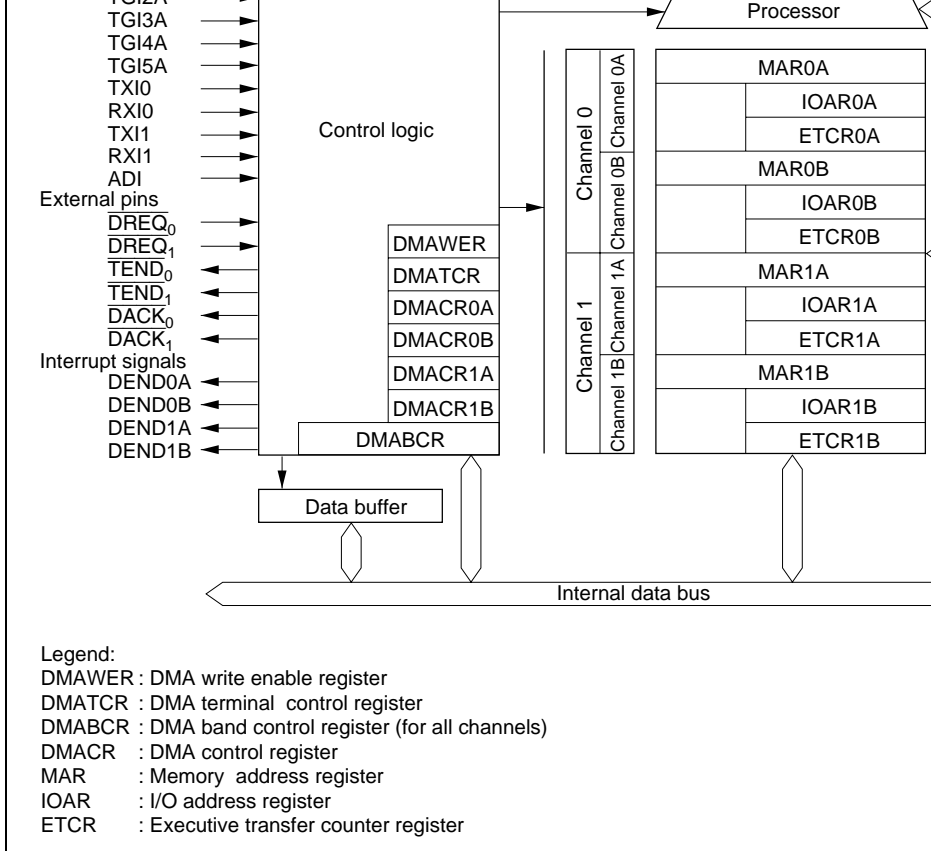 TGI2A
Processor
TGI3A
TGI4A
TGI5A
TXI0
RXI0
TXI1
RXI1
ADI
External pins
DREQ0
DREQ1
TEND0
TEND1
DACK0
DACK1
Interrupt signals
DEND0A
DEND0B
DEND1A
DEND1B
Control logic
DMAWER
DMATCR
DMACR0A
DMACR0B
DMACR1A
DMACR1B
DMABCR
Data buffer
Channel 0
Channel 1
Channel 0A
Channel 0B
Channel 1A
Channel 1B
MAR0A
IOAR0A
ETCR0A
MAR0B
IOAR0B
ETCR0B
MAR1A
IOAR1A
ETCR1A
MAR1B
IOAR1B
ETCR1B
Internal data bus
Legend:
DMAWER : DMA write enable register
DMATCR : DMA terminal control register
DMABCR : DMA band control register (for all channels)
DMACR : DMA control register
MAR : Memory address register
IOAR : I/O address register
ETCR : Executive transfer counter register